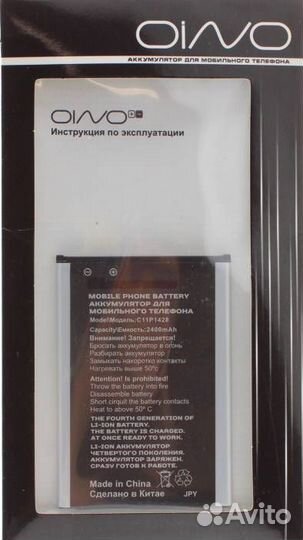 OINO
АККУМУЛЯТОР ДЛЯ МОБИЛЬНОГО ТЕЛЕФОНА
OINO
Инструкция по эксплуатации
MOBILE PHONE BATTERY
АККУМУЛЯТОР ДЛЯ
МОБИЛЬНОГО ТЕЛЕФОНА
Model\Модель: C11P1428
Capacity\Емкость: 2400mAh
Внимание! Запрещается!
Бросать аккумулятор в огонь
Разбирать аккумулятор
Замыкать накоротко контакты
Нагревать выше 50°c
Attention! Is prohibited!
Throw the battery into fire
Disassemble battery
Short cirquit the battery contacts
Heat to above 50° C
THE FOURTH GENERATION OF
LI-ION BATTERY.
THE BATTERY IS CHARGED.
AT ONCE READY TO WORK.
LI-ION АККУМУЛЯТОР
ЧЕТВЕРТОГО ПОКОЛЕНИЯ.
АККУМУЛЯТОР ЗАРЯЖЕН.
СРАЗУ ГОТОВ К РАБОТЕ.
Made in China
Сделано в Китае
JPY
Avito